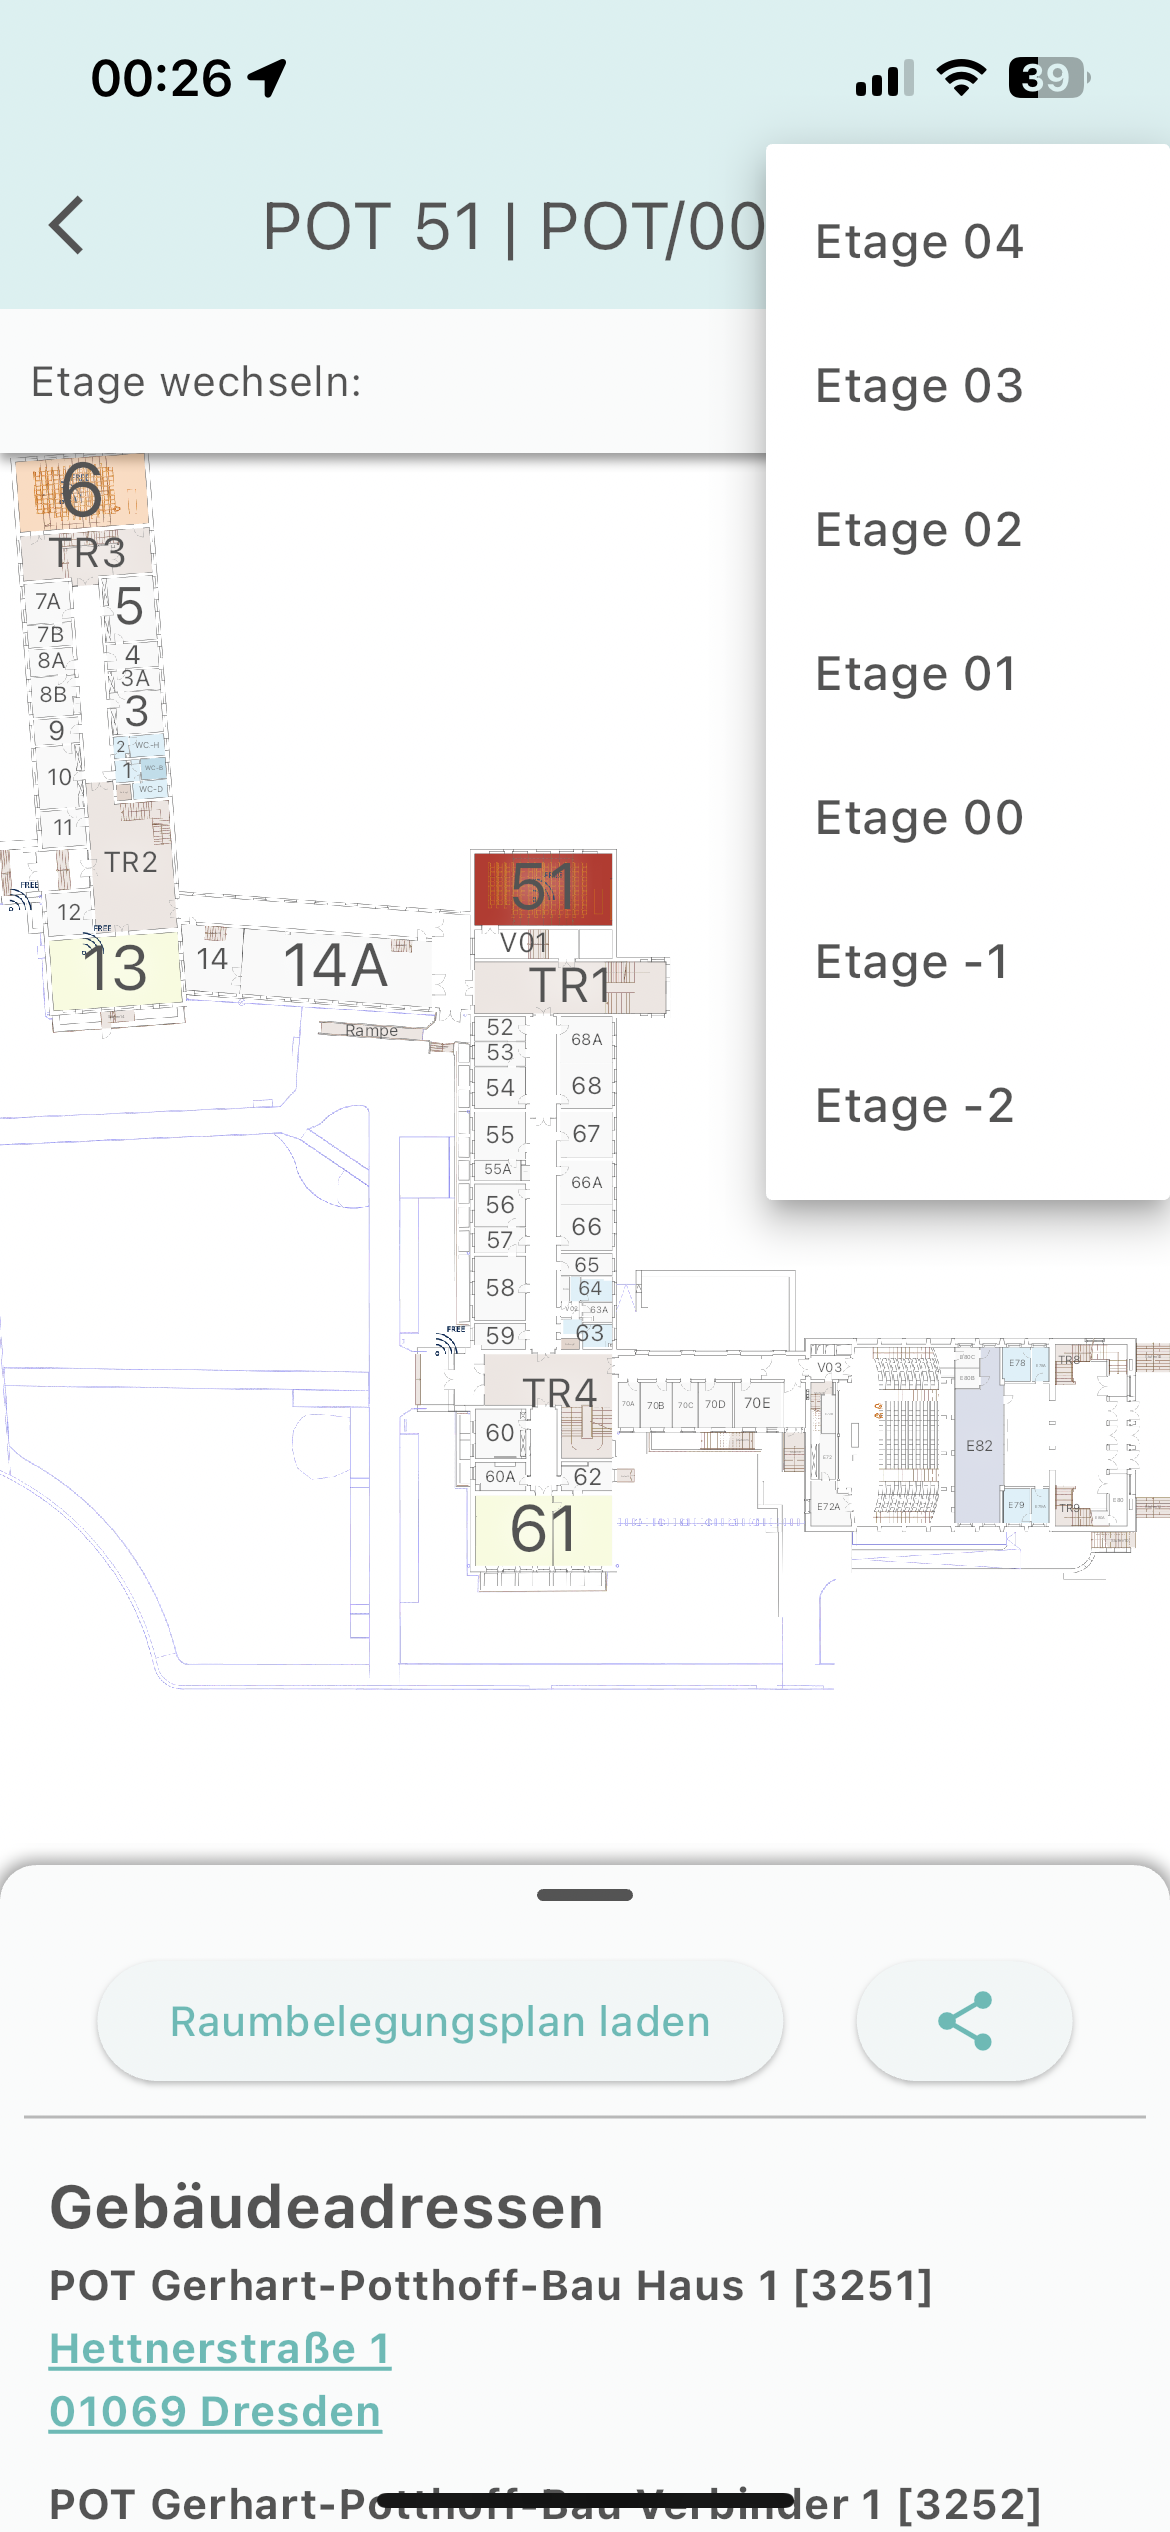 00:26
39
POT 51 | POT/00
Etage wechseln:
Etage 04
Etage 03
Etage 02
Etage 01
Etage 00
Etage -1
Etage -2
6
FREE
TR3
7A
5
7B
4
8A
3A
8B
3
9
2
WC-H
10
1
WC-B
WC-D
11
TR2
FREE
12
FREE
13
14
14A
51
V01
TR1
Rampe
52
53
68A
54
68
55
67
55A
66A
56
66
57
65
58
64
63A
59
63
FREE
TR4
70A
70B
70C
70D
70E
V03
E80C
E80B
E78
TR8
60
E82
E72
60A
62
E72A
E79
TR9
E80
61
Raumbelegungsplan laden
Gebäudeadressen
POT Gerhart-Potthoff-Bau Haus 1 [3251]
Hettnerstraße 1
01069 Dresden
POT Gerhart-Potthoff-Bau Verbinder 1 [3252]